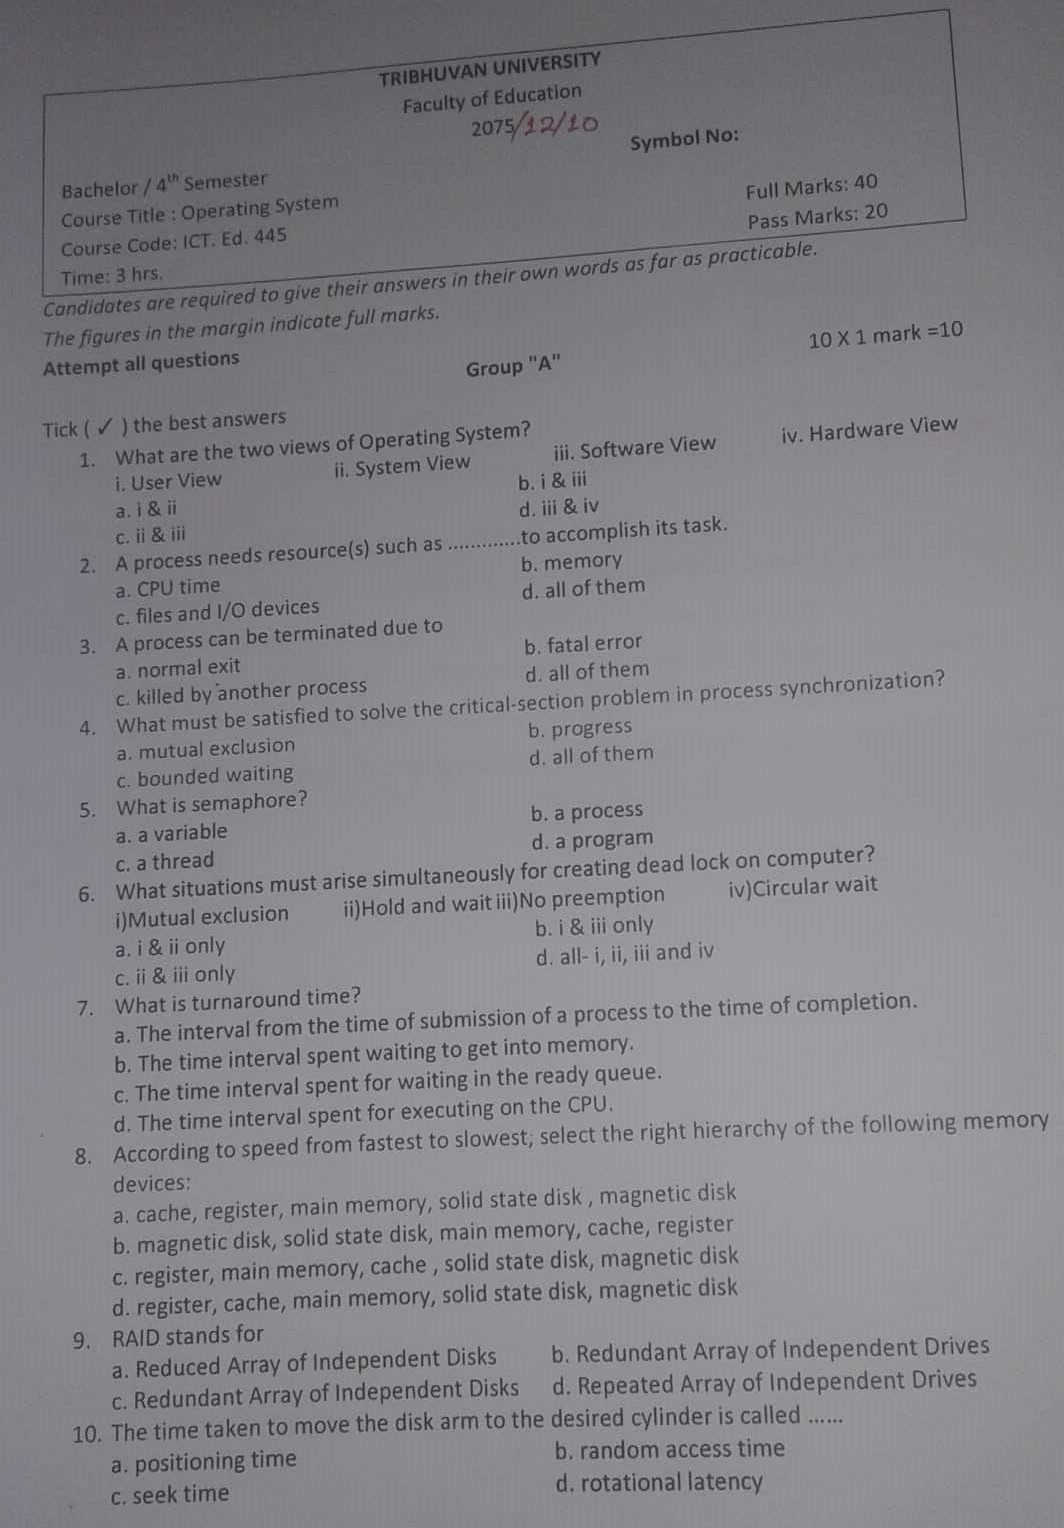 TRIBHUVAN UNIVERSITY
Faculty of Education
2075/12/10
Symbol No:
Bachelor / 4th Semester
Full Marks: 40
Course Title : Operating System
Pass Marks: 20
Course Code: ICT. Ed. 445
Time: 3 hrs.
Candidates are required to give their answers in their own words as far as practicable.
The figures in the margin indicate full marks.
Attempt all questions
Group "A"
10 X 1 mark =10
Tick ( ✓ ) the best answers
1. What are the two views of Operating System?
i. User View ii. System View iii. Software View iv. Hardware View
a. i & ii b. i & iii
c. ii & iii d. iii & iv
2. A process needs resource(s) such as .............to accomplish its task.
a. CPU time b. memory
c. files and I/O devices d. all of them
3. A process can be terminated due to
a. normal exit b. fatal error
c. killed by another process d. all of them
4. What must be satisfied to solve the critical-section problem in process synchronization?
a. mutual exclusion b. progress
c. bounded waiting d. all of them
5. What is semaphore?
a. a variable b. a process
c. a thread d. a program
6. What situations must arise simultaneously for creating dead lock on computer?
i)Mutual exclusion ii)Hold and wait iii)No preemption iv)Circular wait
a. i & ii only b. i & iii only
c. ii & iii only d. all- i, ii, iii and iv
7. What is turnaround time?
a. The interval from the time of submission of a process to the time of completion.
b. The time interval spent waiting to get into memory.
c. The time interval spent for waiting in the ready queue.
d. The time interval spent for executing on the CPU.
8. According to speed from fastest to slowest; select the right hierarchy of the following memory
devices:
a. cache, register, main memory, solid state disk , magnetic disk
b. magnetic disk, solid state disk, main memory, cache, register
c. register, main memory, cache , solid state disk, magnetic disk
d. register, cache, main memory, solid state disk, magnetic disk
9. RAID stands for
a. Reduced Array of Independent Disks b. Redundant Array of Independent Drives
c. Redundant Array of Independent Disks d. Repeated Array of Independent Drives
10. The time taken to move the disk arm to the desired cylinder is called ......
a. positioning time b. random access time
c. seek time d. rotational latency